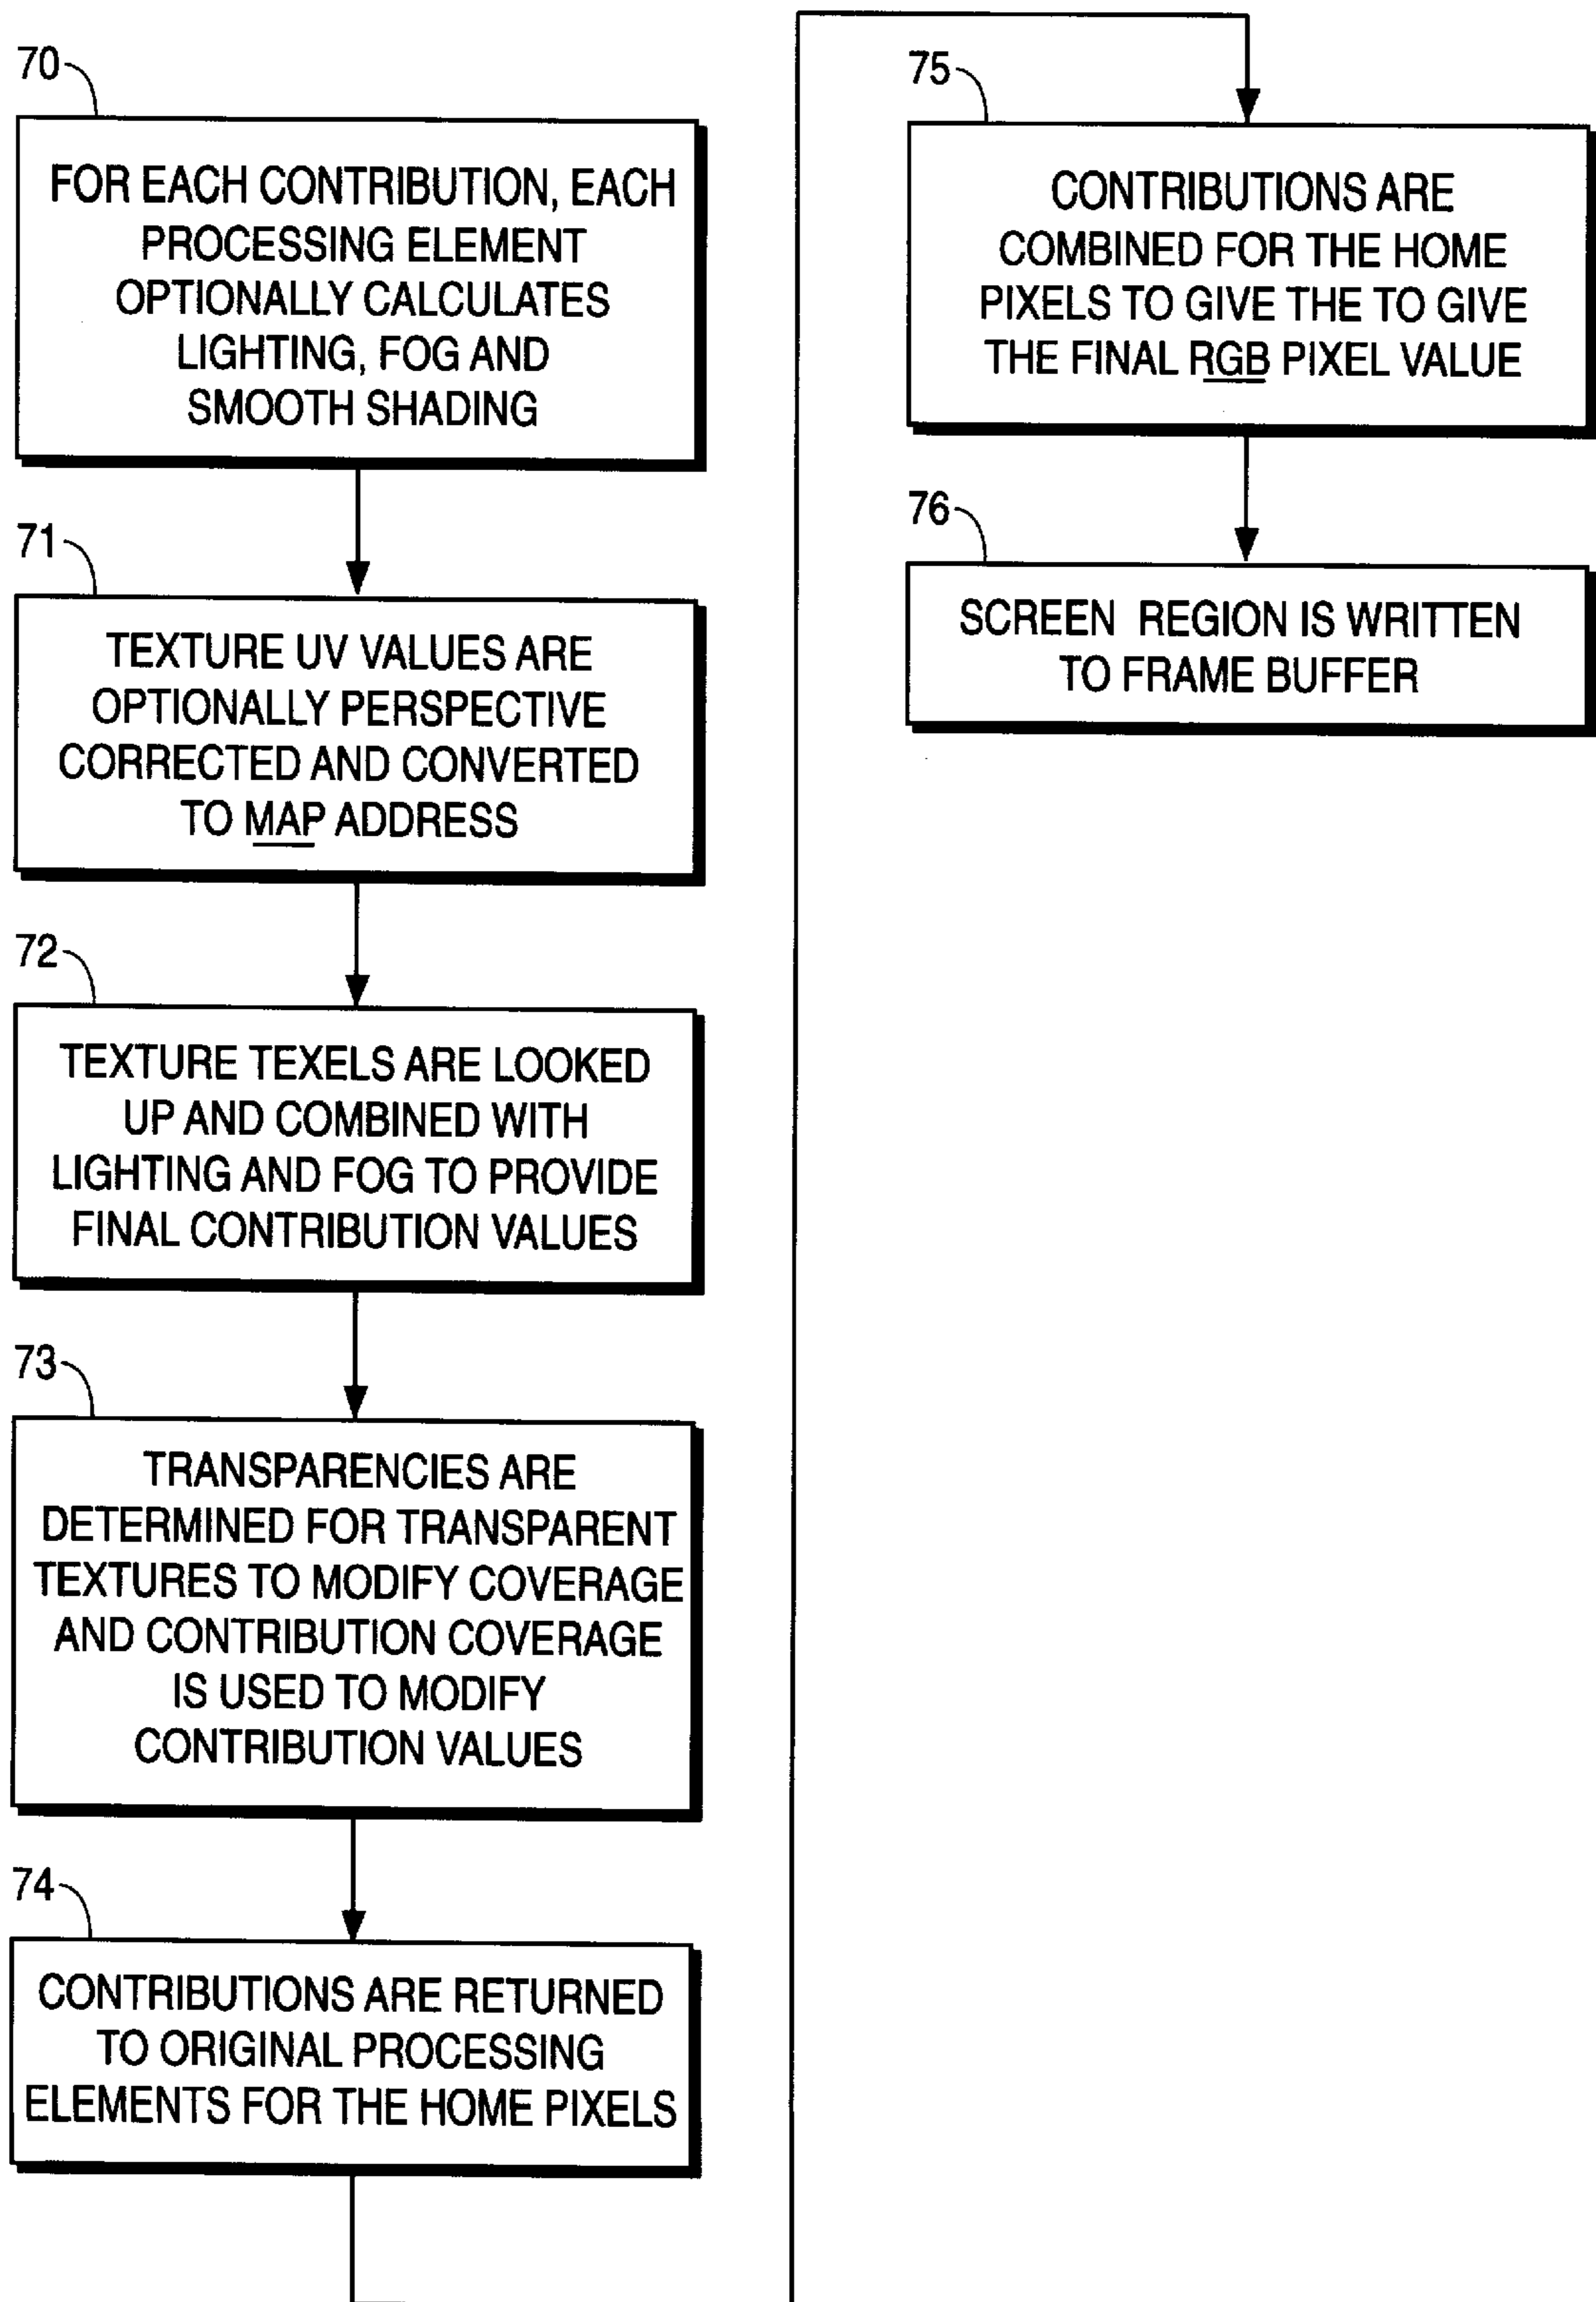 70
FOR EACH CONTRIBUTION, EACH
PROCESSING ELEMENT
OPTIONALLY CALCULATES
LIGHTING, FOG AND
SMOOTH SHADING
71
TEXTURE UV VALUES ARE
OPTIONALLY PERSPECTIVE
CORRECTED AND CONVERTED
TO MAP ADDRESS
72
TEXTURE TEXELS ARE LOOKED
UP AND COMBINED WITH
LIGHTING AND FOG TO PROVIDE
FINAL CONTRIBUTION VALUES
73
TRANSPARENCIES ARE
DETERMINED FOR TRANSPARENT
TEXTURES TO MODIFY COVERAGE
AND CONTRIBUTION COVERAGE
IS USED TO MODIFY
CONTRIBUTION VALUES
74
CONTRIBUTIONS ARE RETURNED
TO ORIGINAL PROCESSING
ELEMENTS FOR THE HOME PIXELS
75
CONTRIBUTIONS ARE
COMBINED FOR THE HOME
PIXELS TO GIVE THE TO GIVE
THE FINAL RGB PIXEL VALUE
76
SCREEN REGION IS WRITTEN
TO FRAME BUFFER